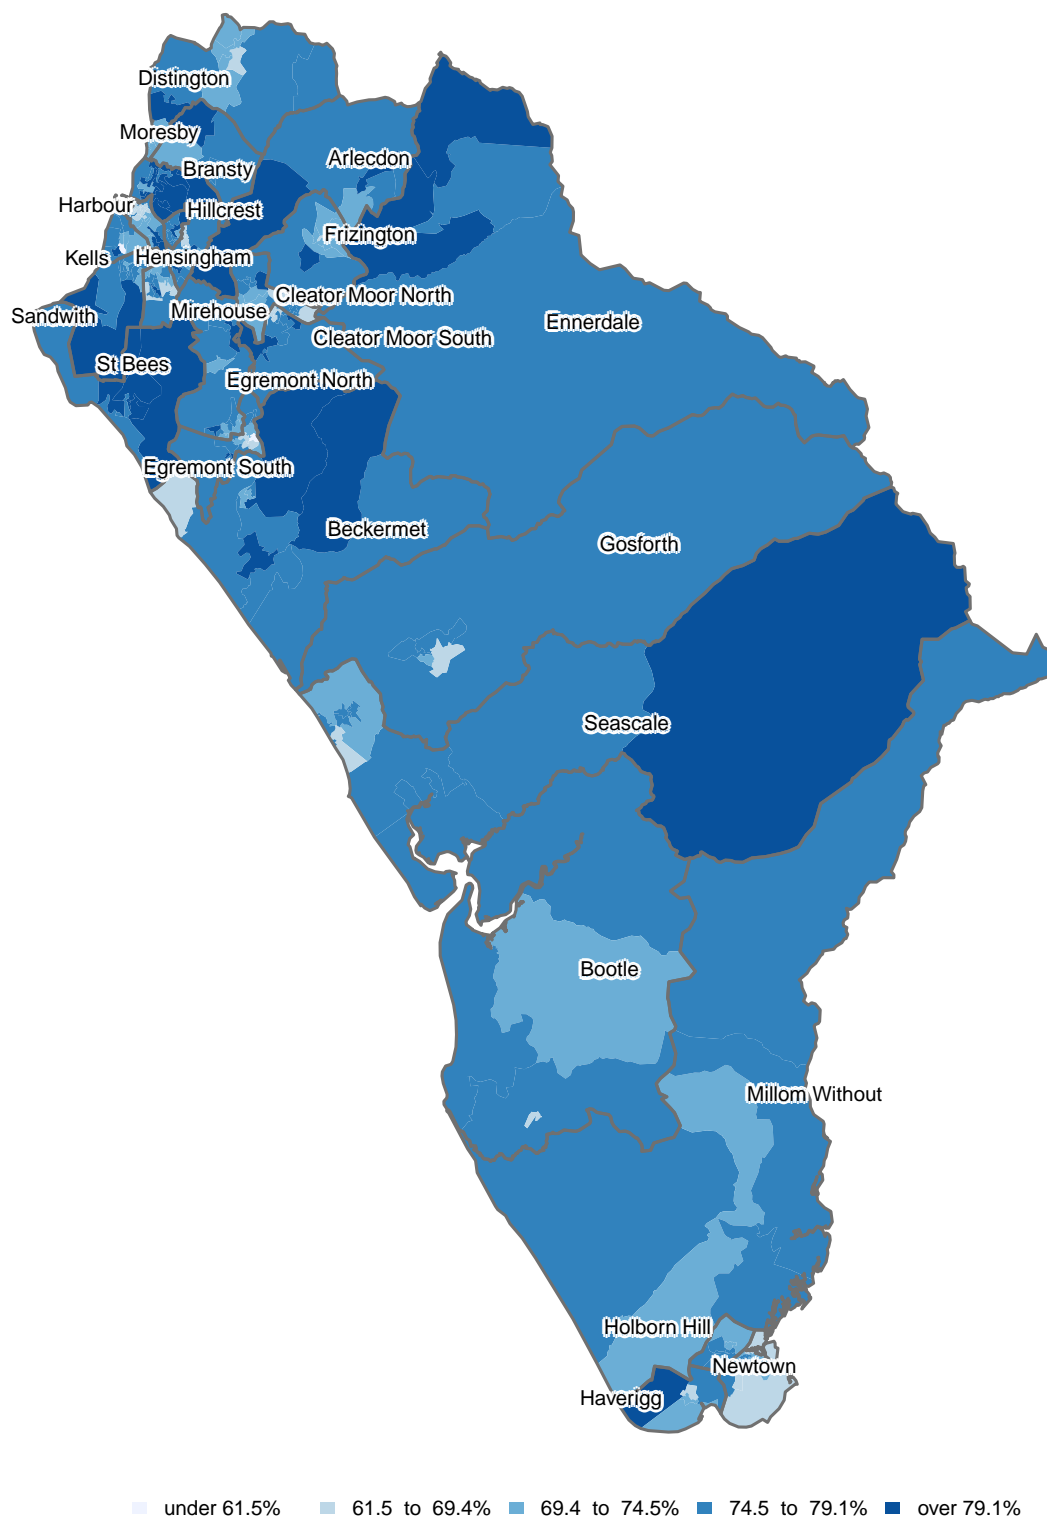 Distington
Moresby
Arlecdon
Bransty
Harbour
Hillcrest
Frizington
Kells
Hensingham
Cleator Moor North
Sandwith
Mirehouse
Ennerdale
Cleator Moor South
St Bees
Egremont North
Egremont South
Beckermet
Gosforth
Seascale
Bootle
Millom Without
Holborn Hill
Newtown
Haverigg
under 61.5% 61.5 to 69.4% 69.4 to 74.5% 74.5 to 79.1% over 79.1%